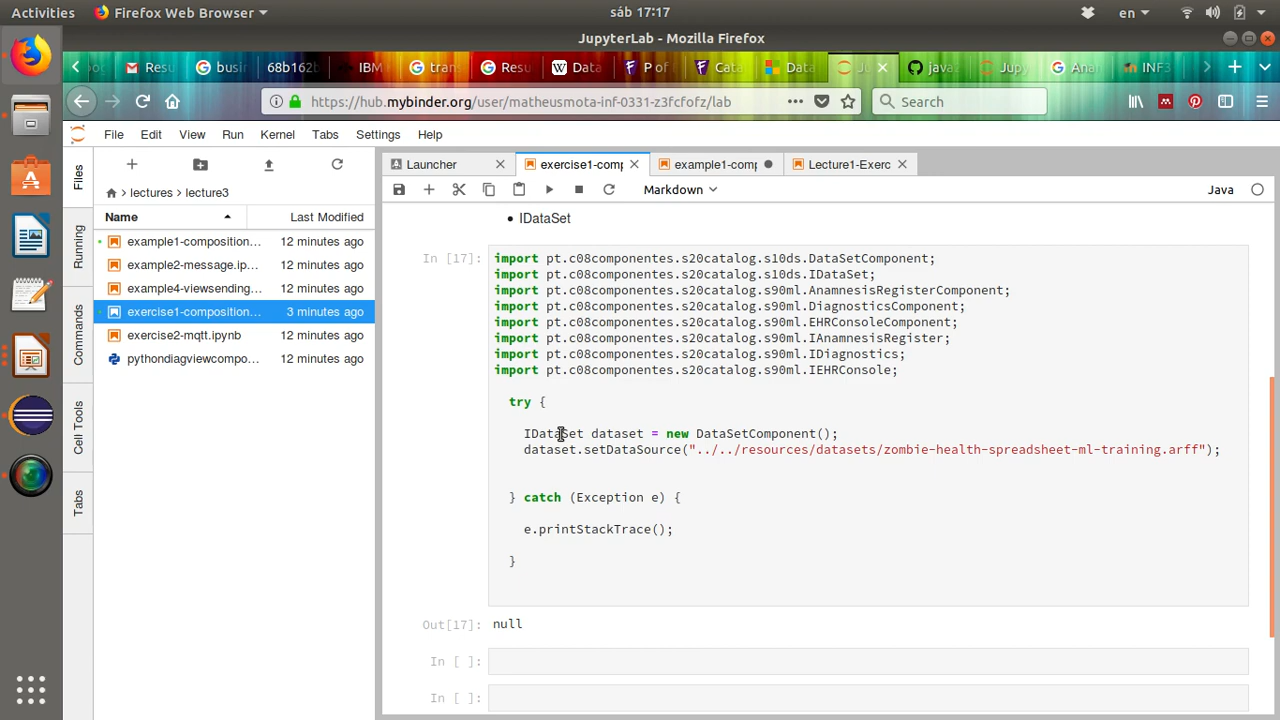 Activities Firefox Web Browser sáb 17:17 en
JupyterLab - Mozilla Firefox
Resu busi 68b162b IBM trans Resu Data P of Cata Data Ju java2 Jupy Anan INF3
https://hub.mybinder.org/user/matheusmota-inf-0331-z3fcfofz/lab Search
File Edit View Run Kernel Tabs Settings Help
Files
Running
Commands
Cell Tools
Tabs
lectures lecture3
Name Last Modified
example1-composition... 12 minutes ago
example2-message.ip... 12 minutes ago
example4-viewsending... 12 minutes ago
exercise1-composition... 3 minutes ago
exercise2-mqtt.ipynb 12 minutes ago
pythondiagviewcompo... 12 minutes ago
Launcher exercise1-comp example1-comp Lecture1-Exerc
Markdown Java
• IDataSet
In [17]:
import pt.c08componentes.s20catalog.s10ds.DataSetComponent;
import pt.c08componentes.s20catalog.s10ds.IDataSet;
import pt.c08componentes.s20catalog.s90ml.AnamnesisRegisterComponent;
import pt.c08componentes.s20catalog.s90ml.DiagnosticsComponent;
import pt.c08componentes.s20catalog.s90ml.EHRConsoleComponent;
import pt.c08componentes.s20catalog.s90ml.IAnamnesisRegister;
import pt.c08componentes.s20catalog.s90ml.IDiagnostics;
import pt.c08componentes.s20catalog.s90ml.IEHRConsole;
try {
IDataSet dataset = new DataSetComponent();
dataset.setDataSource("../../resources/datasets/zombie-health-spreadsheet-ml-training.arff");
} catch (Exception e) {
e.printStackTrace();
}
Out[17]: null
In [ ]:
In [ ]: